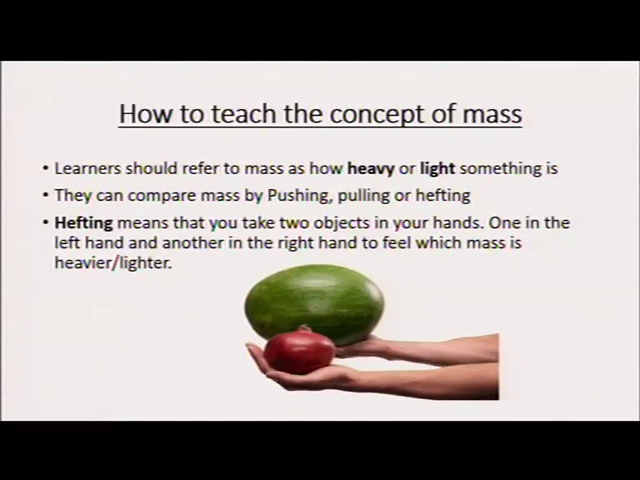 How to teach the concept of mass
• Learners should refer to mass as how heavy or light something is
• They can compare mass by Pushing, pulling or hefting
• Hefting means that you take two objects in your hands. One in the
left hand and another in the right hand to feel which mass is
heavier/lighter.